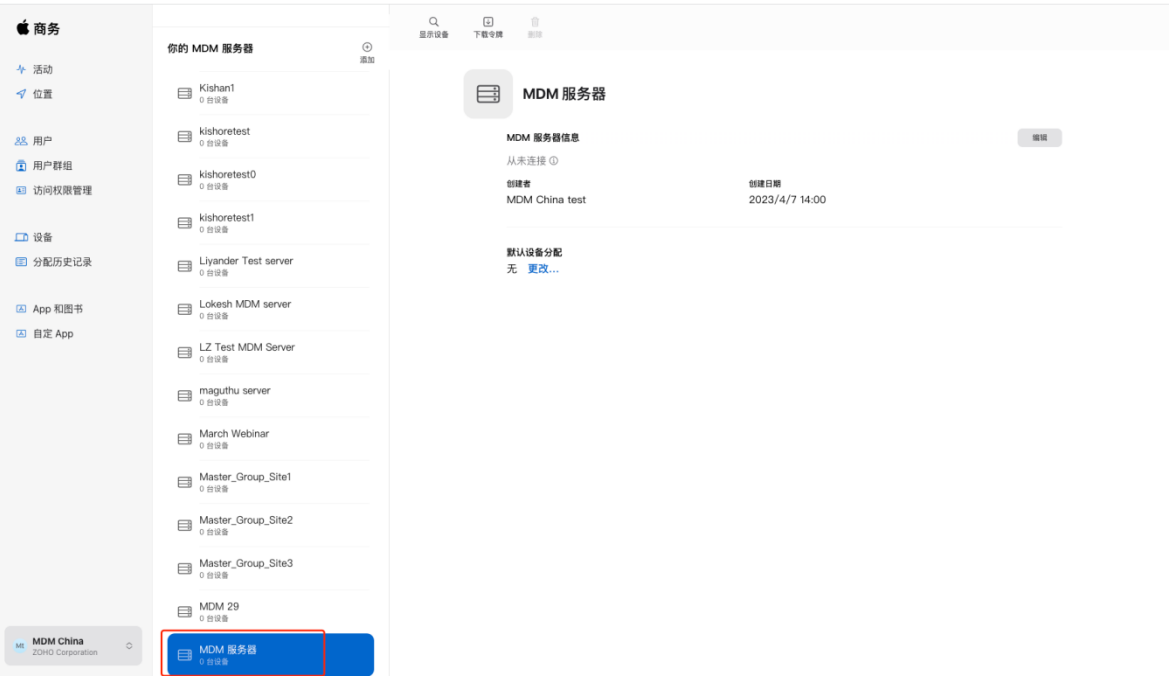 商务
活动
位置
用户
用户群组
访问权限管理
设备
分配历史记录
App 和图书
自定 App
MC
MDM China
ZOHO Corporation
你的 MDM 服务器
添加
Kishan1
0 台设备
kishoretest
0 台设备
kishoretest0
0 台设备
kishoretest1
0 台设备
Liyander Test server
0 台设备
Lokesh MDM server
0 台设备
LZ Test MDM Server
0 台设备
maguthu server
0 台设备
March Webinar
0 台设备
Master_Group_Site1
0 台设备
Master_Group_Site2
0 台设备
Master_Group_Site3
0 台设备
MDM 29
0 台设备
MDM 服务器
0 台设备
显示设备
下载令牌
删除
MDM 服务器
MDM 服务器信息
编辑
从未连接
创建者
创建日期
MDM China test
2023/4/7 14:00
默认设备分配
无 更改...